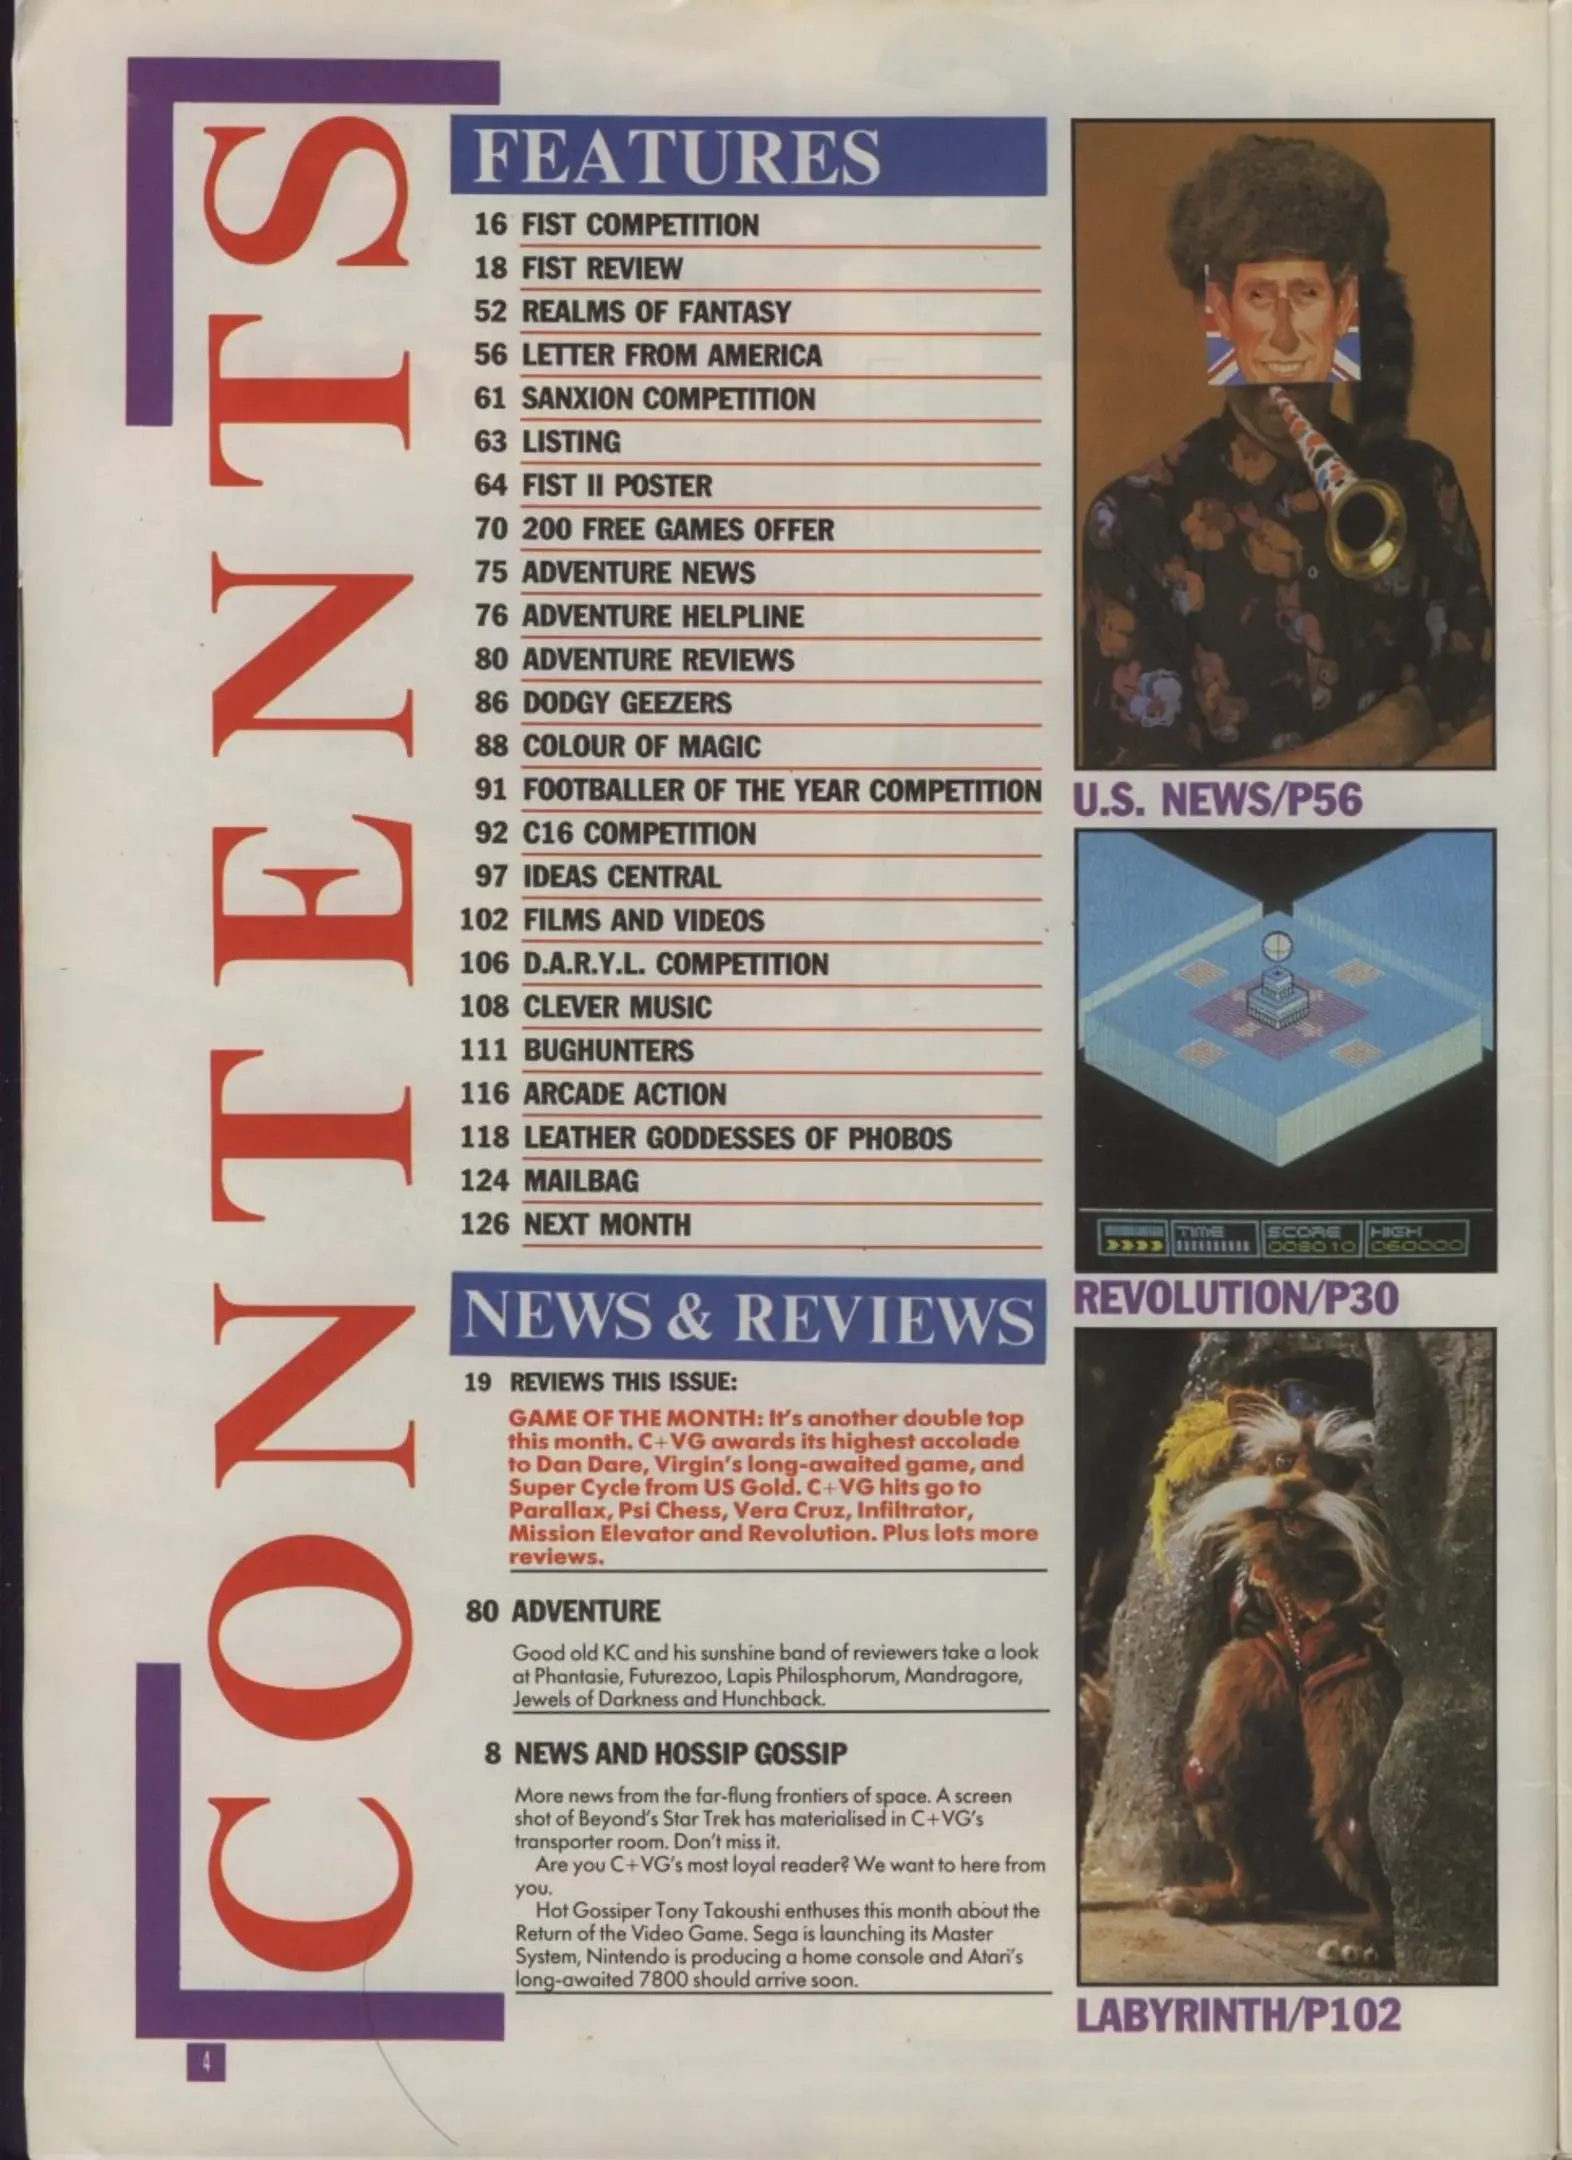 CONTENTS
FEATURES
16 FIST COMPETITION
18 FIST REVIEW
52 REALMS OF FANTASY
56 LETTER FROM AMERICA
61 SANXION COMPETITION
63 LISTING
64 FIST II POSTER
70 200 FREE GAMES OFFER
75 ADVENTURE NEWS
76 ADVENTURE HELPLINE
80 ADVENTURE REVIEWS
86 DODGY GEEZERS
88 COLOUR OF MAGIC
91 FOOTBALLER OF THE YEAR COMPETITION
92 C16 COMPETITION
97 IDEAS CENTRAL
102 FILMS AND VIDEOS
106 D.A.R.Y.L. COMPETITION
108 CLEVER MUSIC
111 BUGHUNTERS
116 ARCADE ACTION
118 LEATHER GODDESSES OF PHOBOS
124 MAILBAG
126 NEXT MONTH
NEWS & REVIEWS
19 REVIEWS THIS ISSUE:
GAME OF THE MONTH: It's another double top
this month. C+VG awards its highest accolade
to Dan Dare, Virgin's long-awaited game, and
Super Cycle from US Gold. C+VG hits go to
Parallax, Psi Chess, Vera Cruz, Infiltrator,
Mission Elevator and Revolution. Plus lots more
reviews.
80 ADVENTURE
Good old KC and his sunshine band of reviewers take a look
at Phantasie, Futurezoo, Lapis Philosphorum, Mandragore,
Jewels of Darkness and Hunchback.
8 NEWS AND HOSSIP GOSSIP
More news from the far-flung frontiers of space. A screen
shot of Beyond's Star Trek has materialised in C+VG's
transporter room. Don't miss it.
Are you C+VG's most loyal reader? We want to here from
you.
Hot Gossiper Tony Takoushi enthuses this month about the
Return of the Video Game. Sega is launching its Master
System, Nintendo is producing a home console and Atari's
long-awaited 7800 should arrive soon.
U.S. NEWS/P56
TIME
SCORE
008010
HIGH
060000
REVOLUTION/P30
LABYRINTH/P102
4